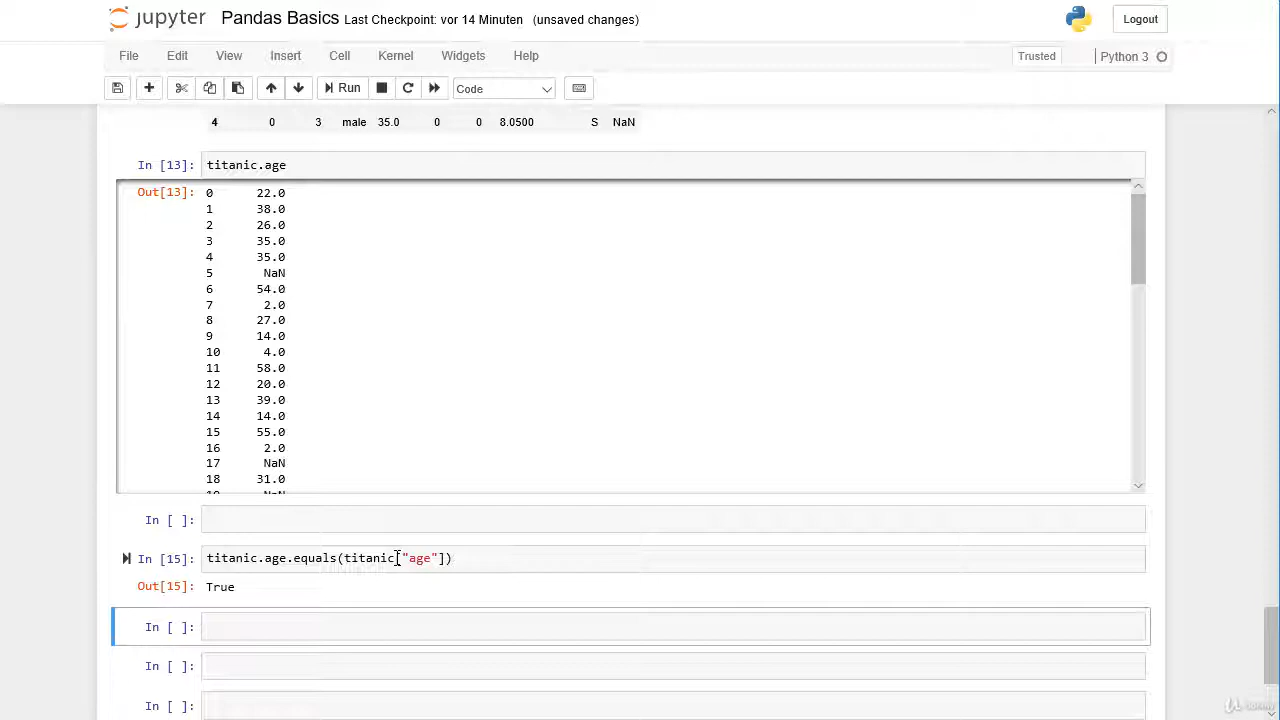 jupyter Pandas Basics Last Checkpoint: vor 14 Minuten (unsaved changes) Logout
File Edit View Insert Cell Kernel Widgets Help Trusted Python 3
Run Code
4 0 3 male 35.0 0 0 8.0500 S NaN
In [13]: titanic.age
Out[13]: 0 22.0
1 38.0
2 26.0
3 35.0
4 35.0
5 NaN
6 54.0
7 2.0
8 27.0
9 14.0
10 4.0
11 58.0
12 20.0
13 39.0
14 14.0
15 55.0
16 2.0
17 NaN
18 31.0
19 NaN
In [ ]:
In [15]: titanic.age.equals(titanic["age"])
Out[15]: True
In [ ]:
In [ ]:
In [ ]: